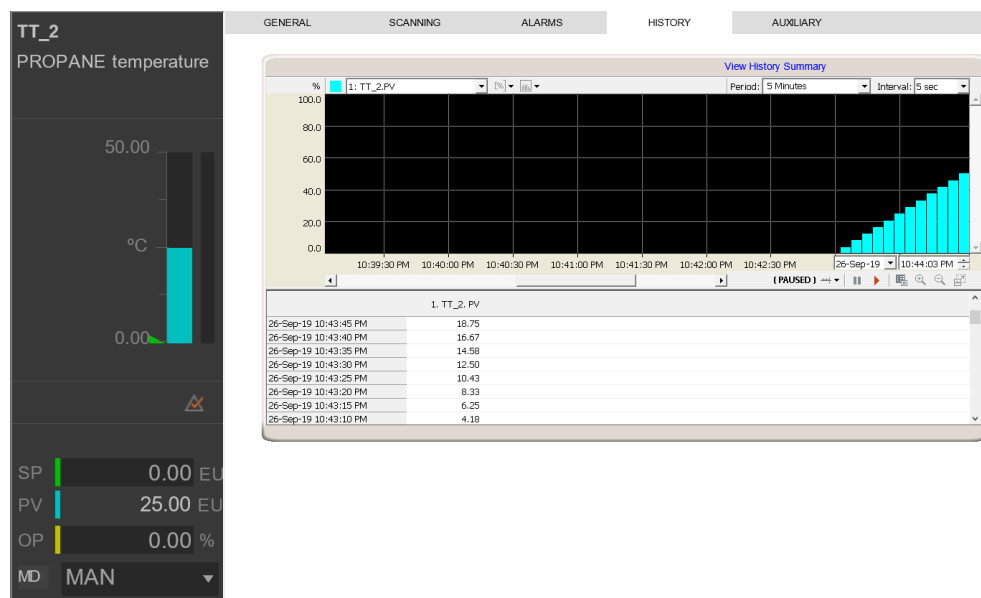 TT_2
PROPANE temperature
50.00
ºC
0.00
SP 0.00 EU
PV 25.00 EU
OP 0.00 %
MD MAN
GENERAL SCANNING ALARMS HISTORY AUXILIARY
View History Summary
% 1: TT_2.PV [%] Period: 5 Minutes Interval: 5 sec
100.0
80.0
60.0
40.0
20.0
0.0
10:39:30 PM 10:40:00 PM 10:40:30 PM 10:41:00 PM 10:41:30 PM 10:42:00 PM 10:42:30 PM 26-Sep-19 10:44:03 PM
( PAUSED )
1. TT_2. PV
26-Sep-19 10:43:45 PM 18.75
26-Sep-19 10:43:40 PM 16.67
26-Sep-19 10:43:35 PM 14.58
26-Sep-19 10:43:30 PM 12.50
26-Sep-19 10:43:25 PM 10.43
26-Sep-19 10:43:20 PM 8.33
26-Sep-19 10:43:15 PM 6.25
26-Sep-19 10:43:10 PM 4.18